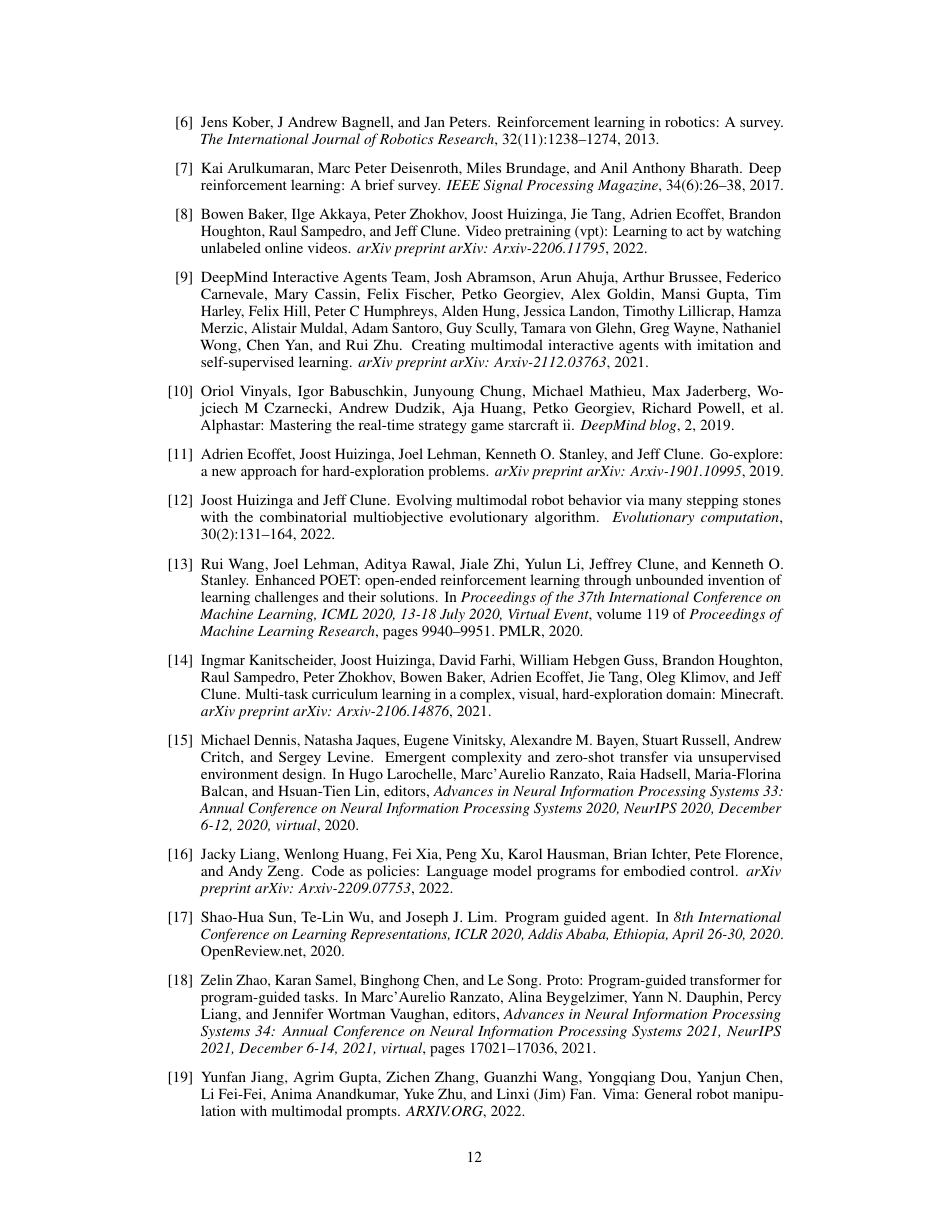 [6] Jens Kober, J Andrew Bagnell, and Jan Peters. Reinforcement learning in robotics: A survey.
The International Journal of Robotics Research, 32(11):1238–1274, 2013.
[7] Kai Arulkumaran, Marc Peter Deisenroth, Miles Brundage, and Anil Anthony Bharath. Deep
reinforcement learning: A brief survey. IEEE Signal Processing Magazine, 34(6):26–38, 2017.
[8] Bowen Baker, Ilge Akkaya, Peter Zhokhov, Joost Huizinga, Jie Tang, Adrien Ecoffet, Brandon
Houghton, Raul Sampedro, and Jeff Clune. Video pretraining (vpt): Learning to act by watching
unlabeled online videos. arXiv preprint arXiv: Arxiv-2206.11795, 2022.
[9] DeepMind Interactive Agents Team, Josh Abramson, Arun Ahuja, Arthur Brussee, Federico
Carnevale, Mary Cassin, Felix Fischer, Petko Georgiev, Alex Goldin, Mansi Gupta, Tim
Harley, Felix Hill, Peter C Humphreys, Alden Hung, Jessica Landon, Timothy Lillicrap, Hamza
Merzic, Alistair Muldal, Adam Santoro, Guy Scully, Tamara von Glehn, Greg Wayne, Nathaniel
Wong, Chen Yan, and Rui Zhu. Creating multimodal interactive agents with imitation and
self-supervised learning. arXiv preprint arXiv: Arxiv-2112.03763, 2021.
[10] Oriol Vinyals, Igor Babuschkin, Junyoung Chung, Michael Mathieu, Max Jaderberg, Wo-
jciech M Czarnecki, Andrew Dudzik, Aja Huang, Petko Georgiev, Richard Powell, et al.
Alphastar: Mastering the real-time strategy game starcraft ii. DeepMind blog, 2, 2019.
[11] Adrien Ecoffet, Joost Huizinga, Joel Lehman, Kenneth O. Stanley, and Jeff Clune. Go-explore:
a new approach for hard-exploration problems. arXiv preprint arXiv: Arxiv-1901.10995, 2019.
[12] Joost Huizinga and Jeff Clune. Evolving multimodal robot behavior via many stepping stones
with the combinatorial multiobjective evolutionary algorithm. Evolutionary computation,
30(2):131–164, 2022.
[13] Rui Wang, Joel Lehman, Aditya Rawal, Jiale Zhi, Yulun Li, Jeffrey Clune, and Kenneth O.
Stanley. Enhanced POET: open-ended reinforcement learning through unbounded invention of
learning challenges and their solutions. In Proceedings of the 37th International Conference on
Machine Learning, ICML 2020, 13-18 July 2020, Virtual Event, volume 119 of Proceedings of
Machine Learning Research, pages 9940–9951. PMLR, 2020.
[14] Ingmar Kanitscheider, Joost Huizinga, David Farhi, William Hebgen Guss, Brandon Houghton,
Raul Sampedro, Peter Zhokhov, Bowen Baker, Adrien Ecoffet, Jie Tang, Oleg Klimov, and Jeff
Clune. Multi-task curriculum learning in a complex, visual, hard-exploration domain: Minecraft.
arXiv preprint arXiv: Arxiv-2106.14876, 2021.
[15] Michael Dennis, Natasha Jaques, Eugene Vinitsky, Alexandre M. Bayen, Stuart Russell, Andrew
Critch, and Sergey Levine. Emergent complexity and zero-shot transfer via unsupervised
environment design. In Hugo Larochelle, Marc'Aurelio Ranzato, Raia Hadsell, Maria-Florina
Balcan, and Hsuan-Tien Lin, editors, Advances in Neural Information Processing Systems 33:
Annual Conference on Neural Information Processing Systems 2020, NeurIPS 2020, December
6-12, 2020, virtual, 2020.
[16] Jacky Liang, Wenlong Huang, Fei Xia, Peng Xu, Karol Hausman, Brian Ichter, Pete Florence,
and Andy Zeng. Code as policies: Language model programs for embodied control. arXiv
preprint arXiv: Arxiv-2209.07753, 2022.
[17] Shao-Hua Sun, Te-Lin Wu, and Joseph J. Lim. Program guided agent. In 8th International
Conference on Learning Representations, ICLR 2020, Addis Ababa, Ethiopia, April 26-30, 2020.
OpenReview.net, 2020.
[18] Zelin Zhao, Karan Samel, Binghong Chen, and Le Song. Proto: Program-guided transformer for
program-guided tasks. In Marc'Aurelio Ranzato, Alina Beygelzimer, Yann N. Dauphin, Percy
Liang, and Jennifer Wortman Vaughan, editors, Advances in Neural Information Processing
Systems 34: Annual Conference on Neural Information Processing Systems 2021, NeurIPS
2021, December 6-14, 2021, virtual, pages 17021–17036, 2021.
[19] Yunfan Jiang, Agrim Gupta, Zichen Zhang, Guanzhi Wang, Yongqiang Dou, Yanjun Chen,
Li Fei-Fei, Anima Anandkumar, Yuke Zhu, and Linxi (Jim) Fan. Vima: General robot manipu-
lation with multimodal prompts. ARXIV.ORG, 2022.
12